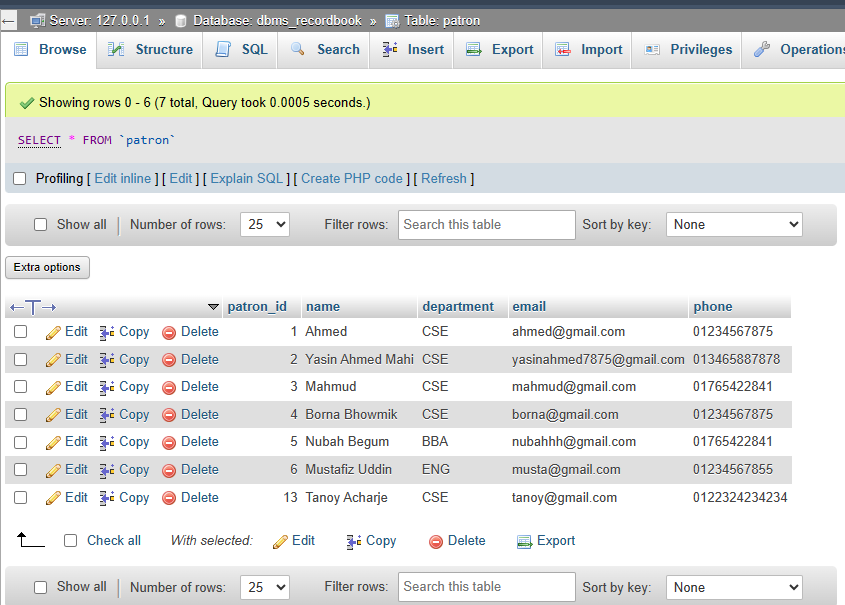 Server: 127.0.0.1 » Database: dbms_recordbook » Table: patron
Browse Structure SQL Search Insert Export Import Privileges Operations
Showing rows 0 - 6 (7 total, Query took 0.0005 seconds.)
SELECT * FROM `patron`
Profiling [ Edit inline ] [ Edit ] [ Explain SQL ] [ Create PHP code ] [ Refresh ]
Show all Number of rows: 25 Filter rows: Search this table Sort by key: None
Extra options
patron_id name department email phone
Edit Copy Delete 1 Ahmed CSE ahmed@gmail.com 01234567875
Edit Copy Delete 2 Yasin Ahmed Mahi CSE yasinahmed7875@gmail.com 013465887878
Edit Copy Delete 3 Mahmud CSE mahmud@gmail.com 01765422841
Edit Copy Delete 4 Borna Bhowmik CSE borna@gmail.com 01234567875
Edit Copy Delete 5 Nubah Begum BBA nubahhh@gmail.com 01765422841
Edit Copy Delete 6 Mustafiz Uddin ENG musta@gmail.com 01234567855
Edit Copy Delete 13 Tanoy Acharje CSE tanoy@gmail.com 0122324234234
Check all With selected: Edit Copy Delete Export
Show all Number of rows: 25 Filter rows: Search this table Sort by key: None